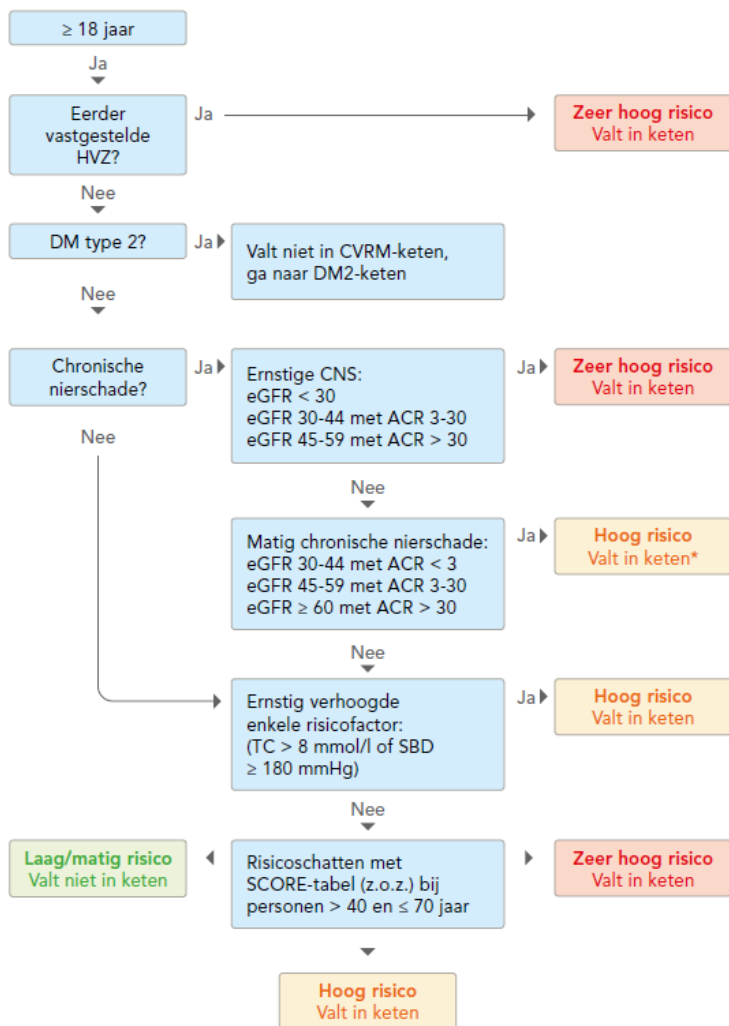 ≥ 18 jaar
Ja
Eerder
vastgestelde
HVZ?
Ja
Zeer hoog risico
Valt in keten
Nee
DM type 2?
Ja
Valt niet in CVRM-keten,
ga naar DM2-keten
Nee
Chronische
nierschade?
Ja
Ernstige CNS:
eGFR < 30
eGFR 30-44 met ACR 3-30
eGFR 45-59 met ACR > 30
Ja
Zeer hoog risico
Valt in keten
Nee
Nee
Matig chronische nierschade:
eGFR 30-44 met ACR < 3
eGFR 45-59 met ACR 3-30
eGFR ≥ 60 met ACR > 30
Ja
Hoog risico
Valt in keten*
Nee
Ernstig verhoogde
enkele risicofactor:
(TC > 8 mmol/l of SBD
≥ 180 mmHg)
Ja
Hoog risico
Valt in keten
Nee
Laag/matig risico
Valt niet in keten
Risicoschatten met
SCORE-tabel (z.o.z.) bij
personen > 40 en ≤ 70 jaar
Zeer hoog risico
Valt in keten
Hoog risico
Valt in keten